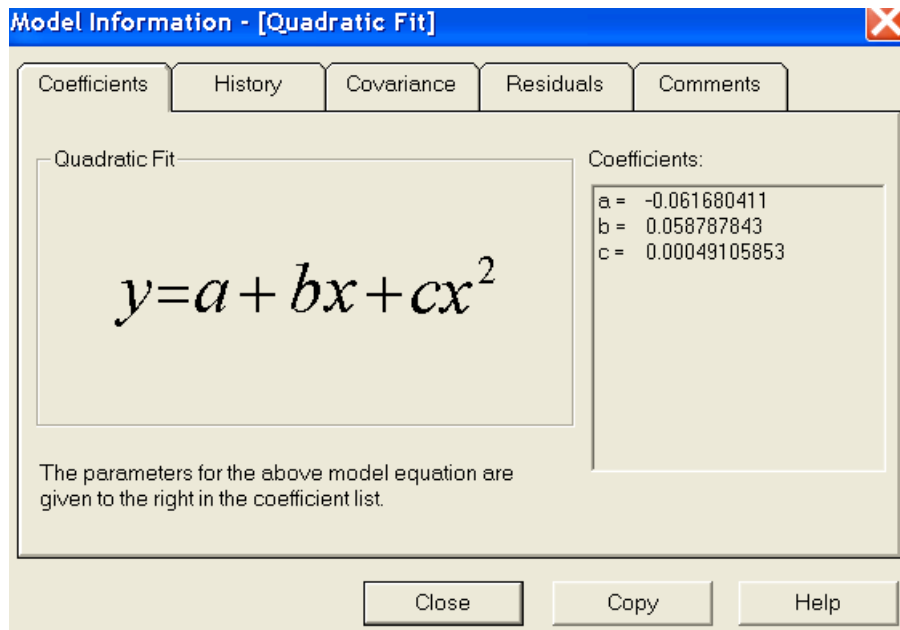 Model Information - [Quadratic Fit]
Coefficients History Covariance Residuals Comments
Quadratic Fit
y=a+bx+cx²
Coefficients:
a = -0.061680411
b = 0.058787843
c = 0.00049105853
The parameters for the above model equation are
given to the right in the coefficient list.
Close Copy Help